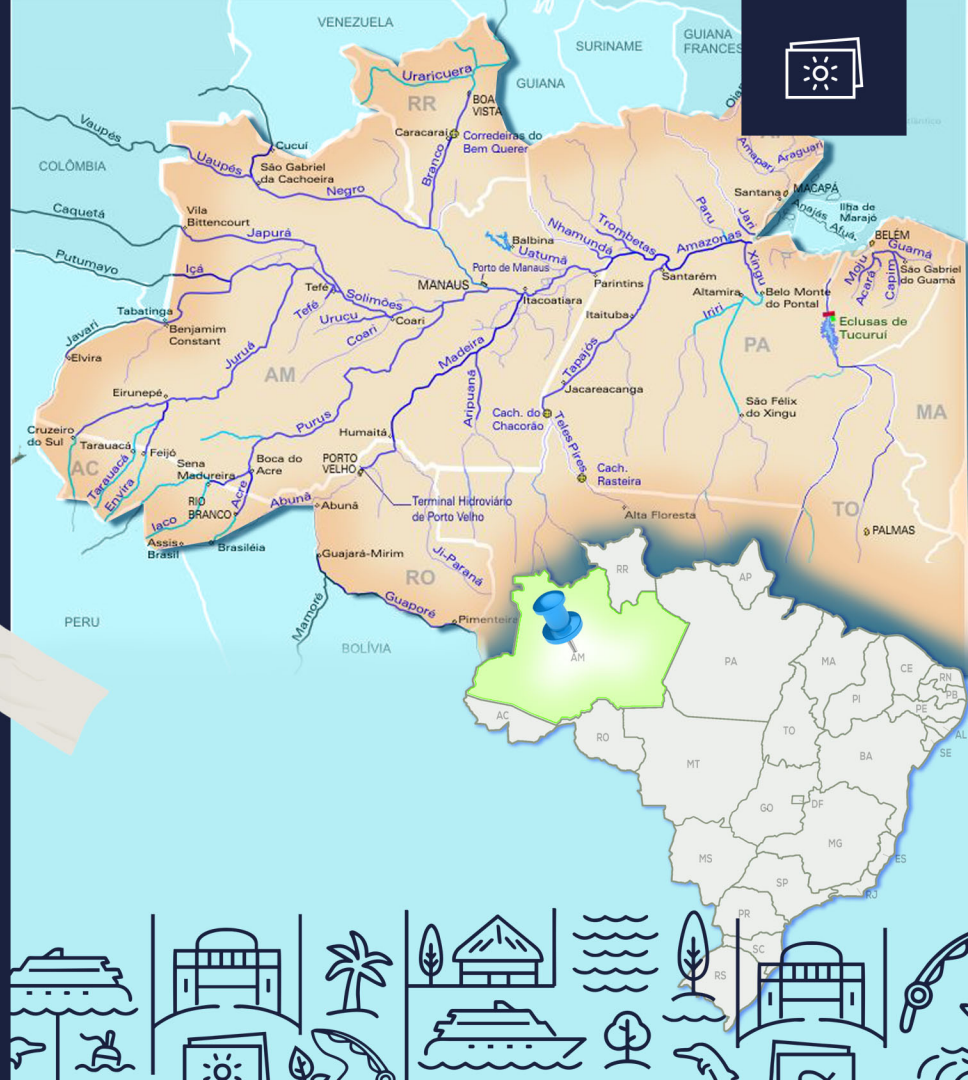 VENEZUELA
SURINAME
GUIANA
FRANCES
GUIANA
Uraricuera
RR
BOA
VISTA
Caracaraí
Corredeiras do
Bem Querer
Branco
COLÔMBIA
Vaupés
Uaupés
Cucuí
São Gabriel
da Cachoeira
Negro
Caquetá
Vila
Bittencourt
Japurá
Putumayo
Içá
Amapari
Araguari
Santana
MACAPÁ
Anajás
Afuá.
Ilha de
Marajó
Paru
Jari
BELÉM
Guamá
Moju
Acará
Capim
São Gabriel
do Guamá
Balbina
Uatumã
Nhamundá
Trombetas
Amazonas
Xingu
Porto de Manaus
MANAUS
Itacoatiara
Parintins
Santarém
Altamira
Belo Monte
do Pontal
Tefé
Tefé
Solimões
Urucu
Coari
Coari
Tabatinga
Benjamim
Constant
Javari
Elvira
Juruá
AM
Madeira
Itaituba
Iriri
Eclusas de
Tucuruí
PA
Tapajós
Jacareacanga
Aripuanã
Cach. do
Chacorão
São Félix
do Xingu
MA
Eirunepé
Purus
Humaitá
Cruzeiro
do Sul
Tarauacá
Feijó
AC
Tarauacá
Envira
Sena
Madureira
Boca do
Acre
PORTO
VELHO
Teles Pires
Cach.
Rasteira
RIO
BRANCO
Acre
Abunã
Abunã
Terminal Hidroviário
de Porto Velho
Alta Floresta
TO
PALMAS
Iaco
Assis
Brasil
Brasiléia
Guajará-Mirim
RO
Ji-Paraná
Mamoré
Guaporé
Pimenteira
PERU
BOLÍVIA
RR
AP
AM
PA
MA
CE
RN
PB
PI
PE
AL
SE
AC
RO
TO
BA
MT
GO
DF
MG
ES
MS
SP
RJ
PR
SC
RS